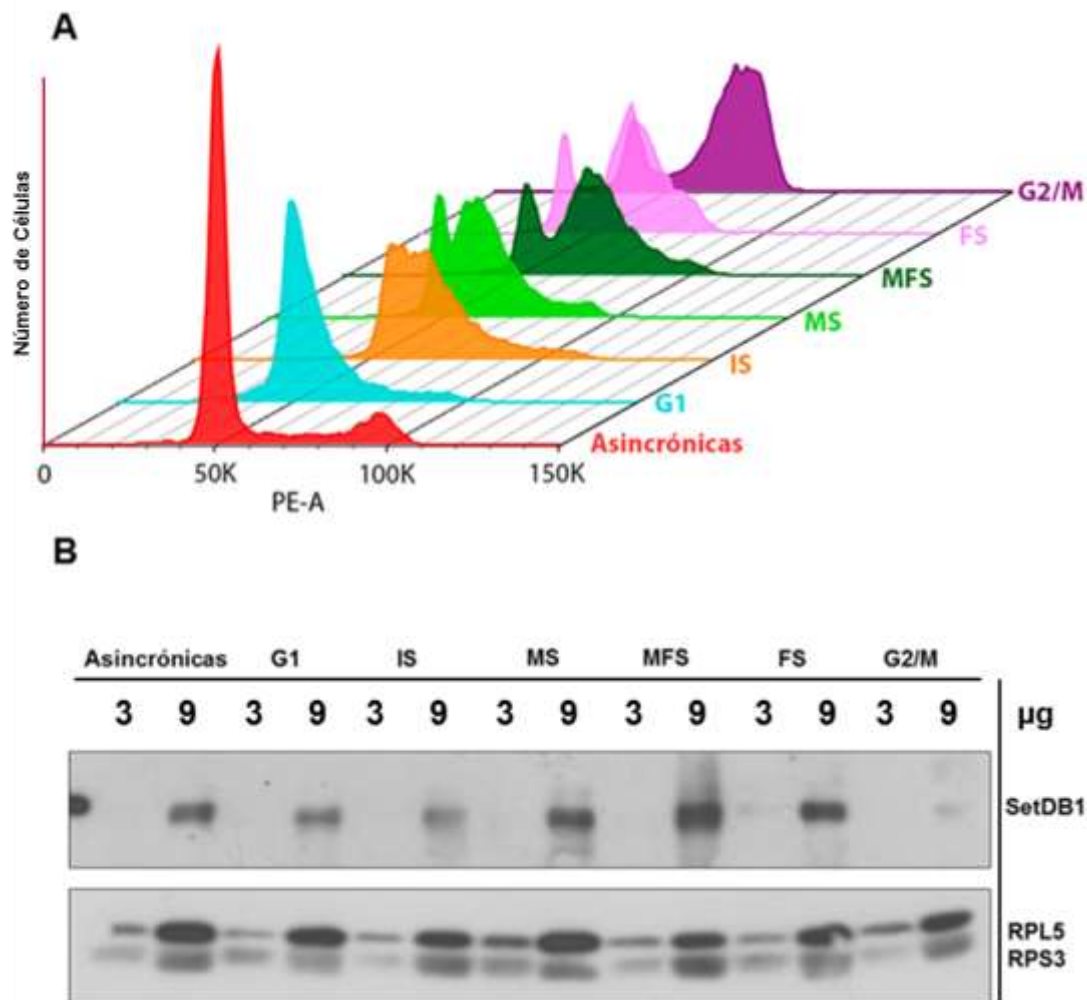 A
Número de Células
G2/M
FS
MFS
MS
IS
G1
Asincrónicas
0 50K 100K 150K
PE-A
B
Asincrónicas G1 IS MS MFS FS G2/M
3 9 3 9 3 9 3 9 3 9 3 9 3 9 µg
SetDB1
RPL5
RPS3